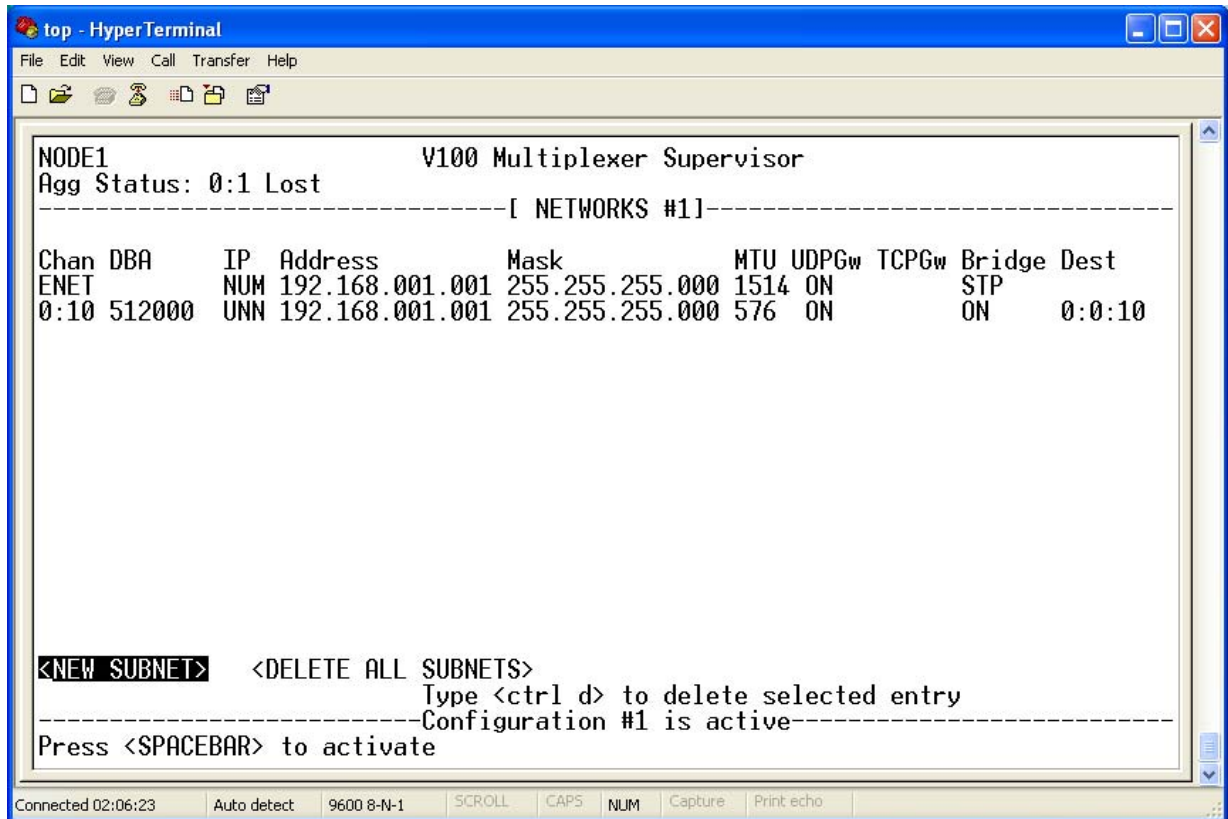 top - HyperTerminal
File Edit View Call Transfer Help
NODE1 V100 Multiplexer Supervisor
Agg Status: 0:1 Lost
---------------------------------[ NETWORKS #1]---------------------------------
Chan DBA IP Address Mask MTU UDPGw TCPGw Bridge Dest
ENET NUM 192.168.001.001 255.255.255.000 1514 ON STP
0:10 512000 UNN 192.168.001.001 255.255.255.000 576 ON ON 0:0:10
<NEW SUBNET> <DELETE ALL SUBNETS>
Type <ctrl d> to delete selected entry
---------------------------Configuration #1 is active---------------------------
Press <SPACEBAR> to activate
Connected 02:06:23 Auto detect 9600 8-N-1 SCROLL CAPS NUM Capture Print echo